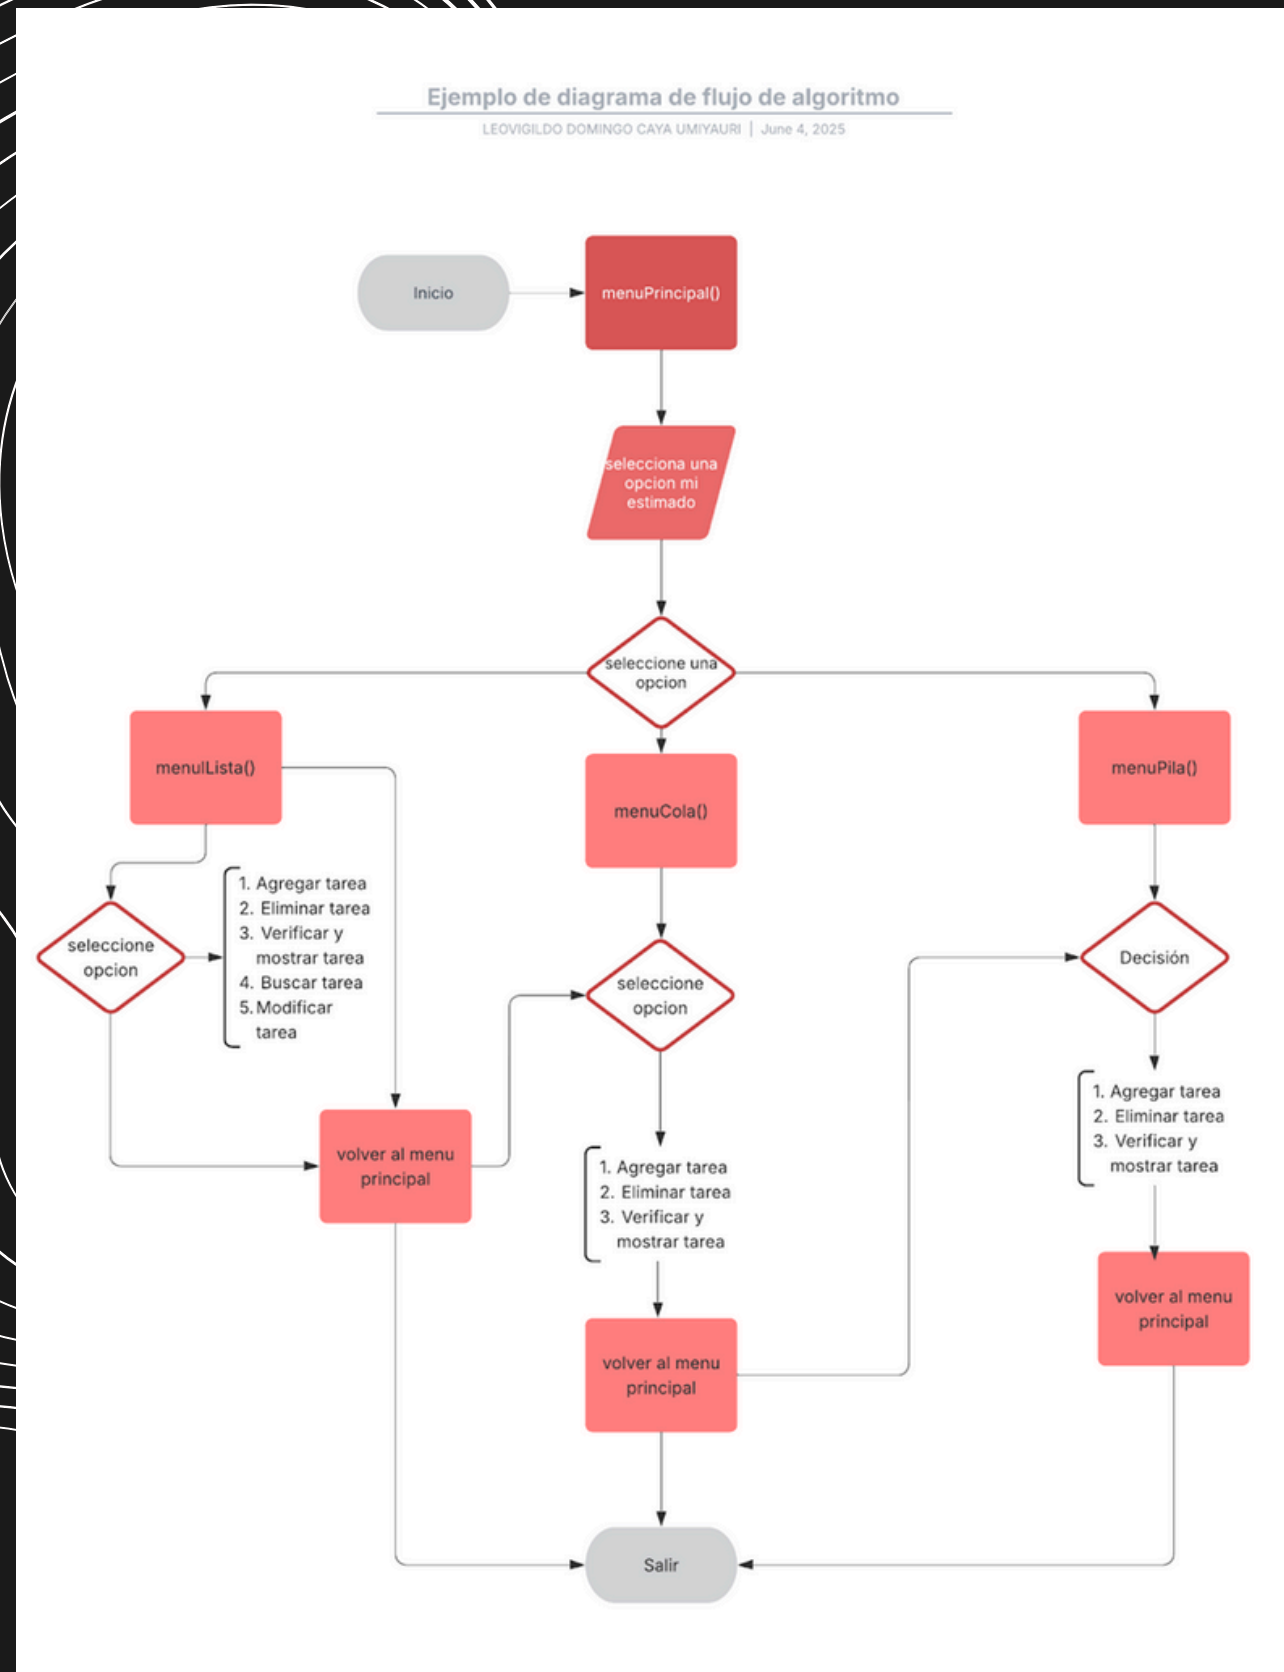 Ejemplo de diagrama de flujo de algoritmo
LEOVIGILDO DOMINGO CAYA UMIYAURI | June 4, 2025
Inicio
menuPrincipal()
selecciona una
opcion mi
estimado
seleccione una
opcion
menulLista()
menuCola()
menuPila()
seleccione
opcion
1. Agregar tarea
2. Eliminar tarea
3. Verificar y
mostrar tarea
4. Buscar tarea
5. Modificar
tarea
seleccione
opcion
Decisión
volver al menu
principal
1. Agregar tarea
2. Eliminar tarea
3. Verificar y
mostrar tarea
1. Agregar tarea
2. Eliminar tarea
3. Verificar y
mostrar tarea
volver al menu
principal
volver al menu
principal
Salir